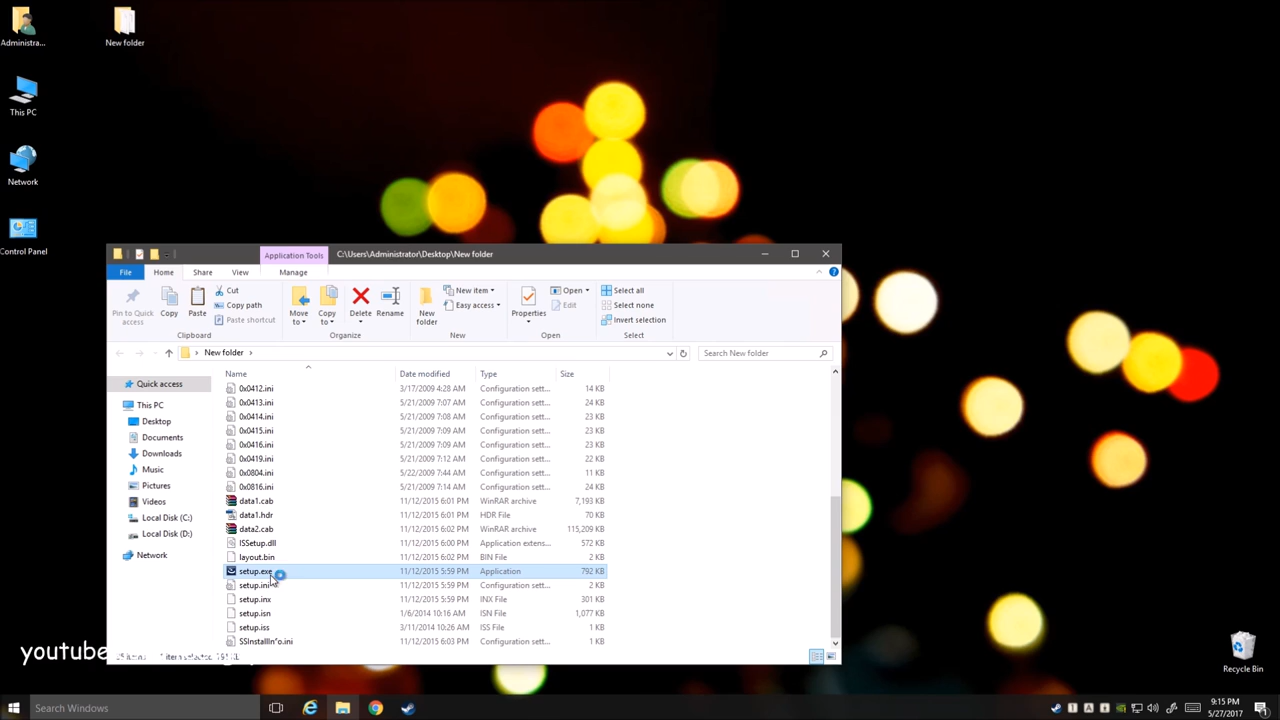 Administra...
New folder
This PC
Network
Control Panel
Application Tools
C:\Users\Administrator\Desktop\New folder
File
Home
Share
View
Manage
Pin to Quick access
Copy
Paste
Cut
Copy path
Paste shortcut
Clipboard
Move to
Copy to
Delete
Rename
Organize
New folder
New item
Easy access
New
Properties
Open
Edit
Open
Select all
Select none
Invert selection
Select
New folder
Search New folder
Name Date modified Type Size
Quick access
This PC
Desktop
Documents
Downloads
Music
Pictures
Videos
Local Disk (C:)
Local Disk (D:)
Network
0x0412.ini 3/17/2009 4:28 AM Configuration sett... 14 KB
0x0413.ini 5/21/2009 7:07 AM Configuration sett... 24 KB
0x0414.ini 5/21/2009 7:08 AM Configuration sett... 23 KB
0x0415.ini 5/21/2009 7:09 AM Configuration sett... 23 KB
0x0416.ini 5/21/2009 7:09 AM Configuration sett... 23 KB
0x0419.ini 5/21/2009 7:12 AM Configuration sett... 22 KB
0x0804.ini 5/22/2009 7:44 AM Configuration sett... 11 KB
0x0816.ini 5/21/2009 7:14 AM Configuration sett... 24 KB
data1.cab 11/12/2015 6:01 PM WinRAR archive 7,193 KB
data1.hdr 11/12/2015 6:01 PM HDR File 70 KB
data2.cab 11/12/2015 6:02 PM WinRAR archive 115,209 KB
ISSetup.dll 11/12/2015 6:00 PM Application extens... 572 KB
layout.bin 11/12/2015 6:02 PM BIN File 2 KB
setup.exe 11/12/2015 5:59 PM Application 792 KB
setup.ini 11/12/2015 5:59 PM Configuration sett... 2 KB
setup.inx 11/12/2015 5:59 PM INX File 301 KB
setup.isn 1/6/2014 10:16 AM ISN File 1,077 KB
setup.iss 3/11/2014 10:26 AM ISS File 1 KB
SSInstallIn°o.ini 11/12/2015 6:03 PM Configuration sett... 1 KB
youtube
Recycle Bin
Search Windows
9:15 PM
5/27/2017